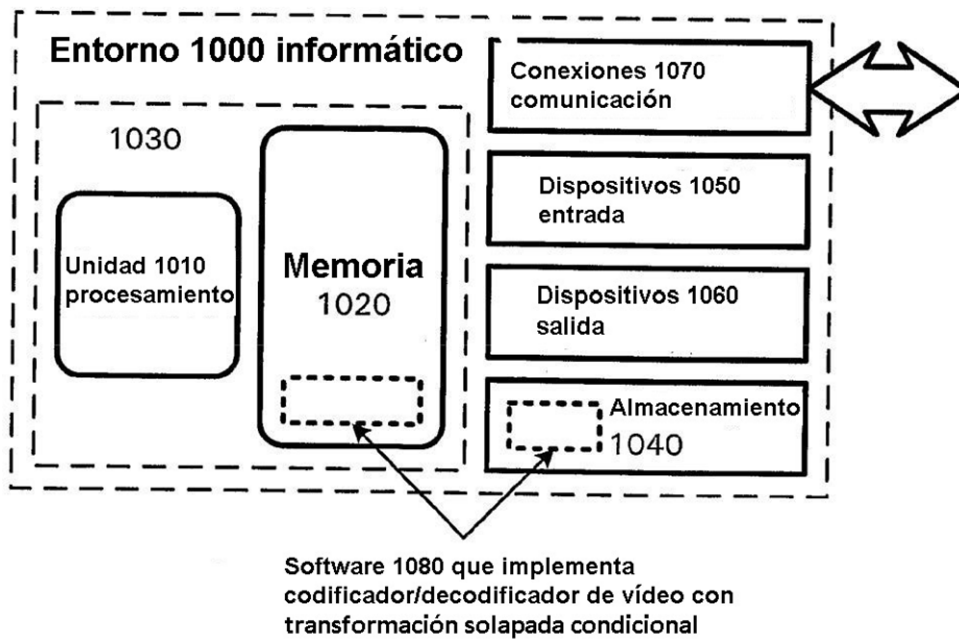 Entorno 1000 informático
1030
Unidad 1010
procesamiento
Memoria
1020
Conexiones 1070
comunicación
Dispositivos 1050
entrada
Dispositivos 1060
salida
Almacenamiento
1040
Software 1080 que implementa
codificador/decodificador de vídeo con
transformación solapada condicional